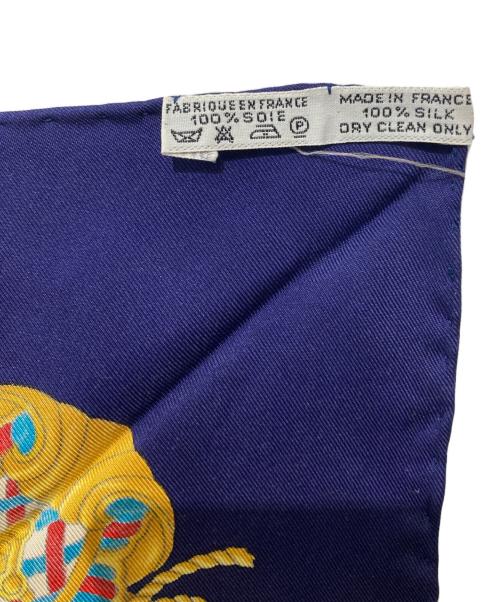 FABRIQUE EN FRANCE
100% SOIE
P
MADE IN FRANCE
100% SILK
DRY CLEAN ONLY